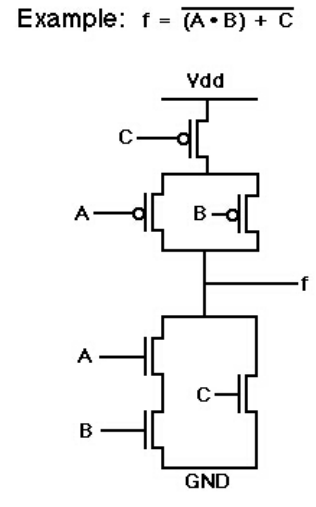 Example: f = (A • B) + C
Vdd
C
A
B
f
A
C
B
GND